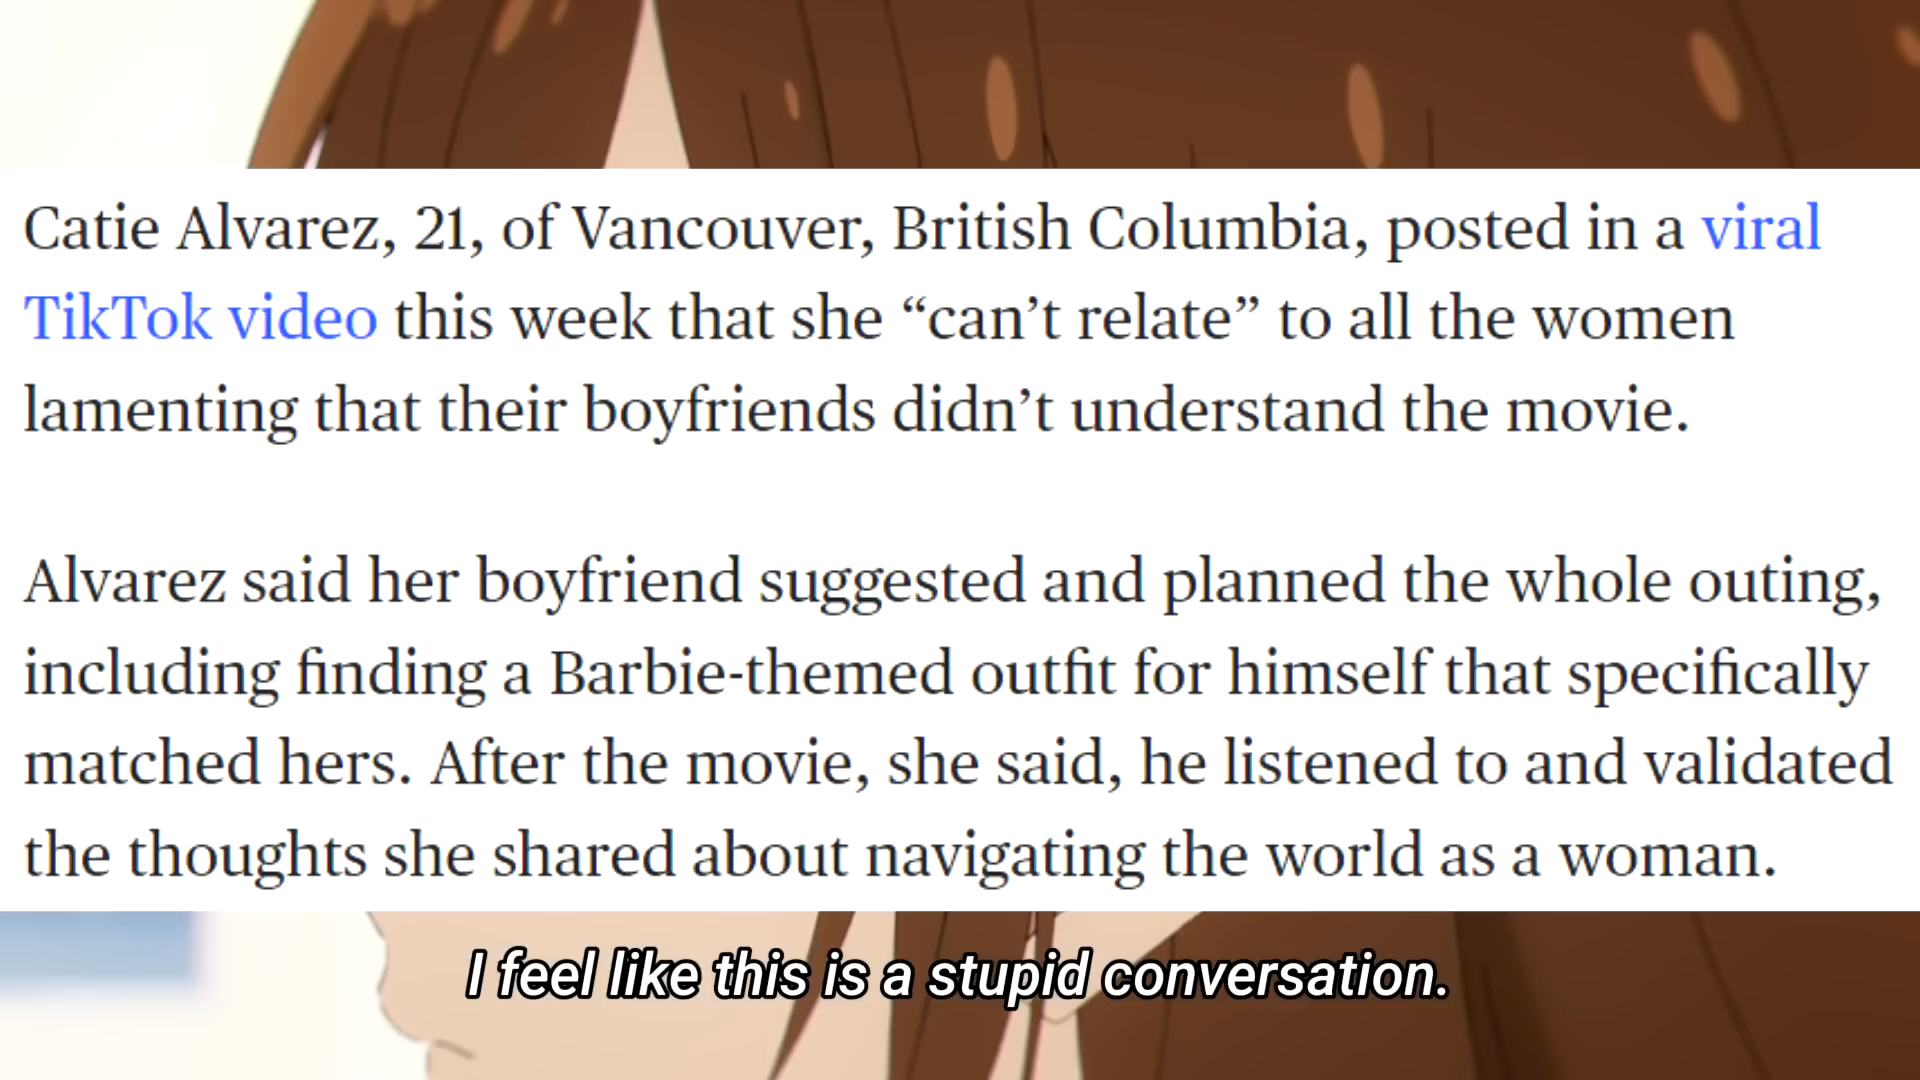 Catie Alvarez, 21, of Vancouver, British Columbia, posted in a viral
TikTok video this week that she “can’t relate” to all the women
lamenting that their boyfriends didn’t understand the movie.
Alvarez said her boyfriend suggested and planned the whole outing,
including finding a Barbie-themed outfit for himself that specifically
matched hers. After the movie, she said, he listened to and validated
the thoughts she shared about navigating the world as a woman.
I feel like this is a stupid conversation.